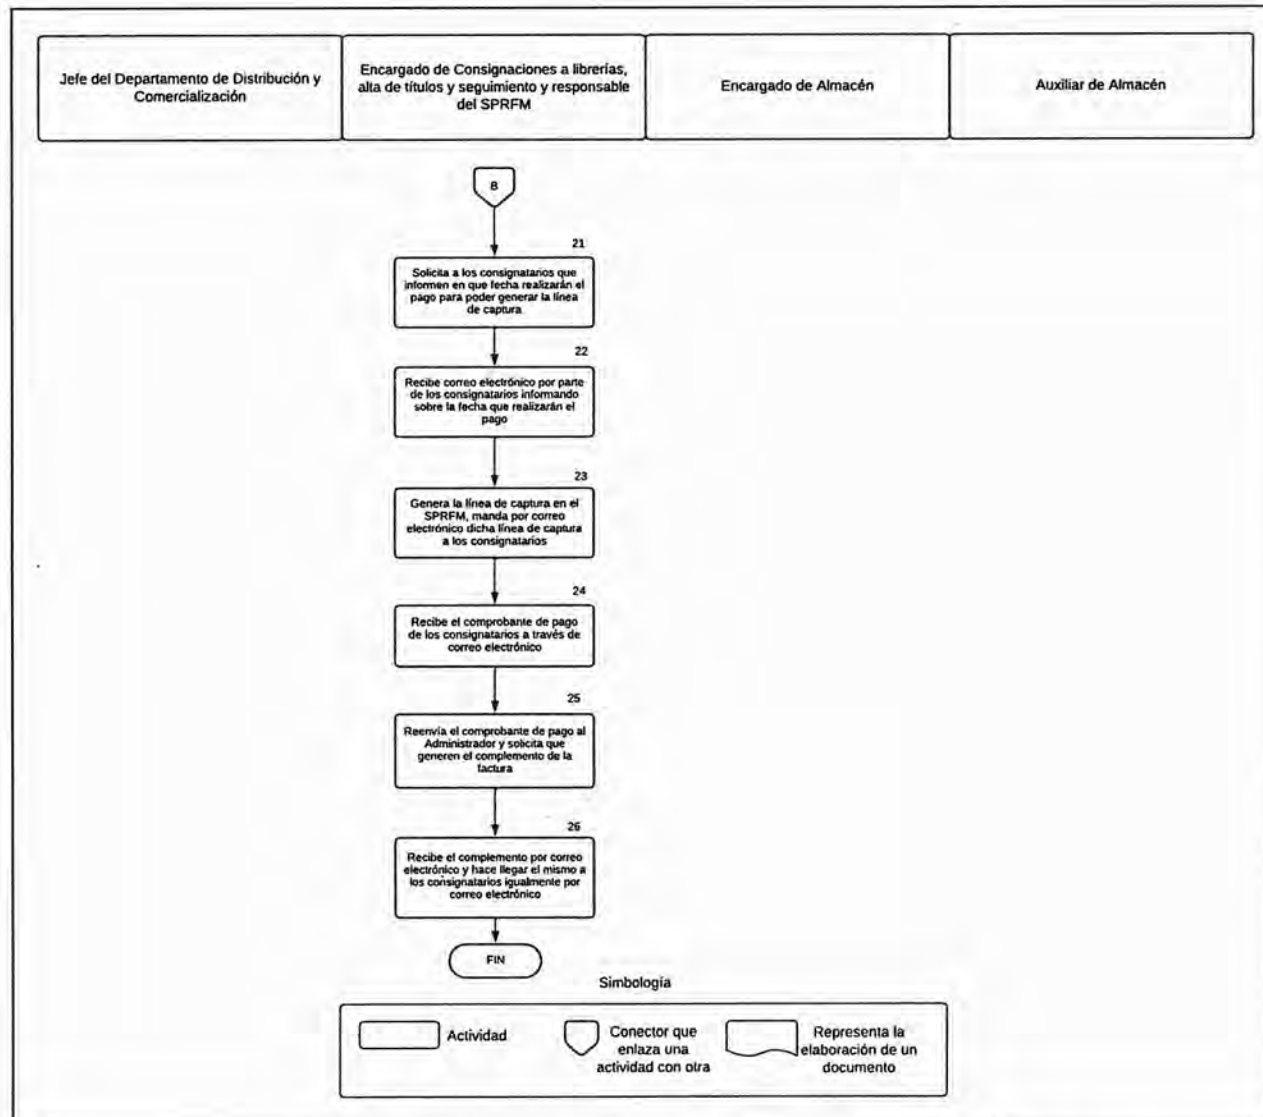 Jefe del Departamento de Distribución y
Comercialización
Encargado de Consignaciones a librerías,
alta de títulos y seguimiento y responsable
del SPRFM
Encargado de Almacén
Auxiliar de Almacén
B
21
Solicita a los consignatarios que
informen en que fecha realizarán el
pago para poder generar la línea
de captura
22
Recibe correo electrónico por parte
de los consignatarios informando
sobre la fecha que realizarán el
pago
23
Genera la línea de captura en el
SPRFM, manda por correo
electrónico dicha línea de captura
a los consignatarios
24
Recibe el comprobante de pago
de los consignatarios a través de
correo electrónico
25
Reenvía el comprobante de pago al
Administrador y solicita que
generen el complemento de la
factura
26
Recibe el complemento por correo
electrónico y hace llegar el mismo a
los consignatarios igualmente por
correo electrónico
FIN
Simbología
Actividad
Conector que
enlaza una
actividad con otra
Representa la
elaboración de un
documento